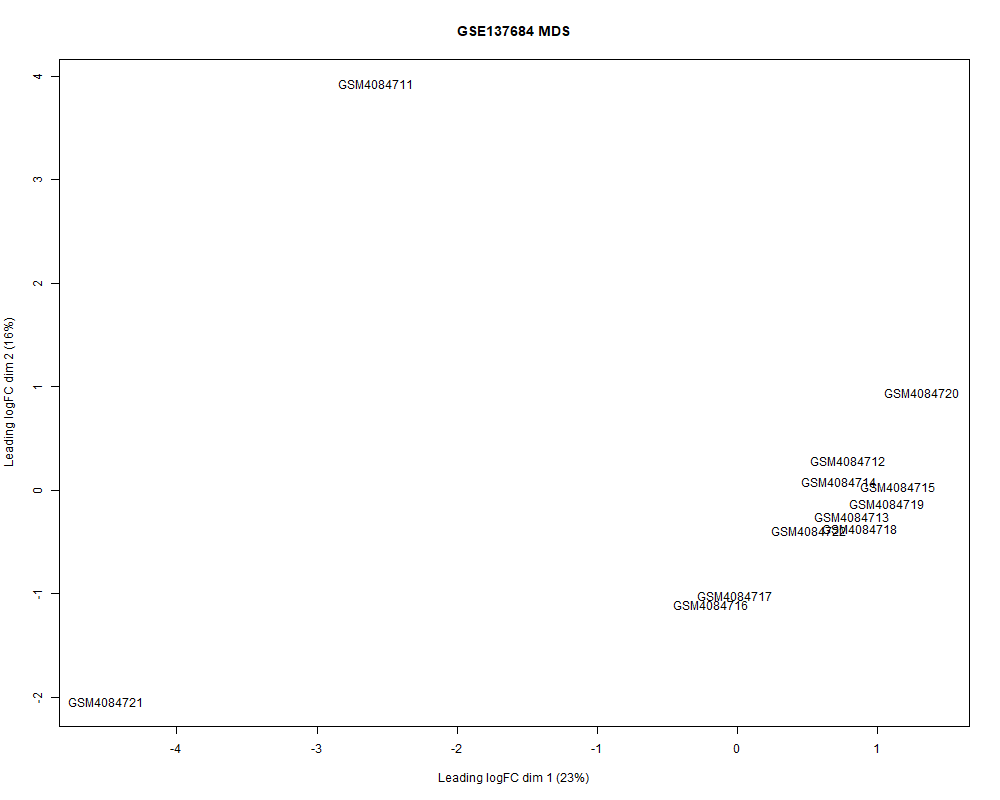 GSE137684 MDS
4
3
2
1
0
-1
-2
Leading logFC dim 2 (16%)
GSM4084711
GSM4084720
GSM4084712
GSM4084714
GSM4084715
GSM4084719
GSM4084713
GSM4084718
GSM4084722
GSM4084717
GSM4084716
GSM4084721
-4
-3
-2
-1
0
1
Leading logFC dim 1 (23%)